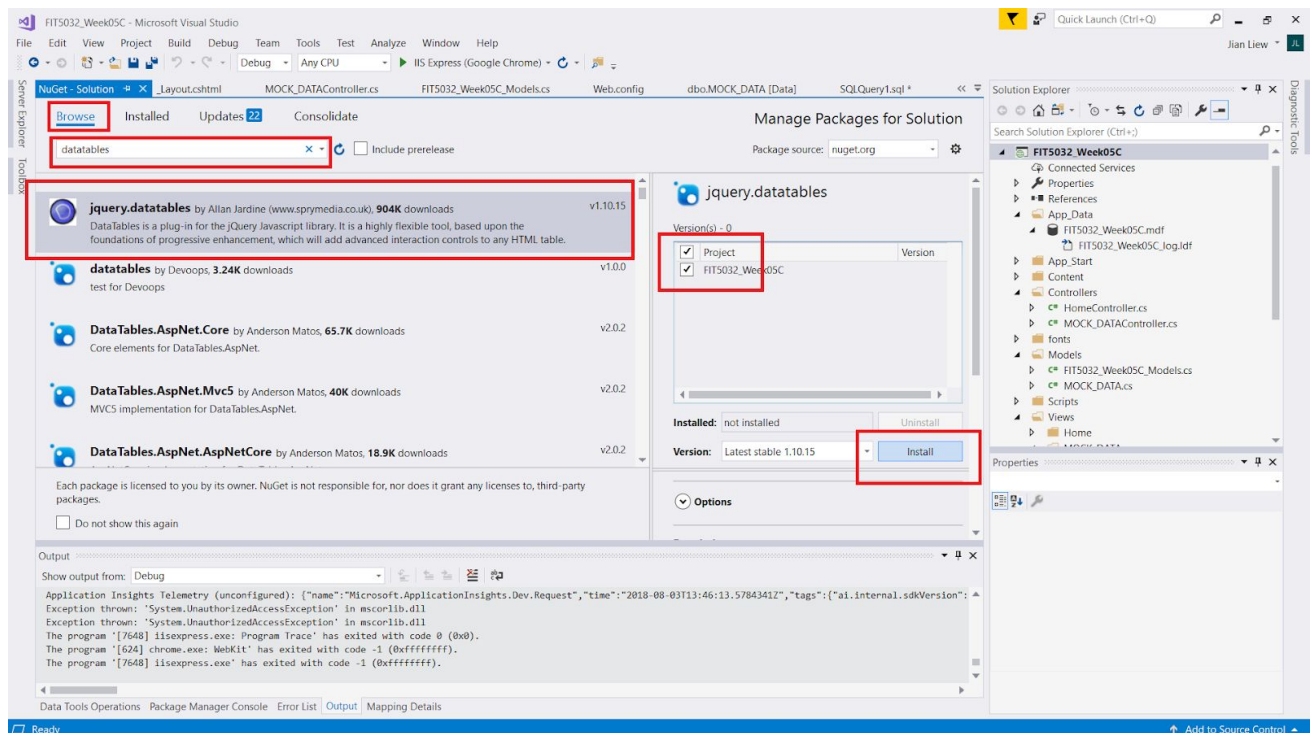 FIT5032_Week05C - Microsoft Visual Studio
Quick Launch (Ctrl+Q)
File Edit View Project Build Debug Team Tools Test Analyze Window Help
Jian Liew JL
Debug Any CPU IIS Express (Google Chrome)
Server Explorer
Toolbox
NuGet - Solution _Layout.cshtml MOCK_DATAController.cs FIT5032_Week05C_Models.cs Web.config dbo.MOCK_DATA [Data] SQLQuery1.sql *
Browse Installed Updates 22 Consolidate
Manage Packages for Solution
datatables
Include prerelease
Package source: nuget.org
jquery.datatables by Allan Jardine (www.sprymedia.co.uk), 904K downloads v1.10.15
DataTables is a plug-in for the jQuery Javascript library. It is a highly flexible tool, based upon the
foundations of progressive enhancement, which will add advanced interaction controls to any HTML table.
datatables by Devoops, 3.24K downloads v1.0.0
test for Devoops
DataTables.AspNet.Core by Anderson Matos, 65.7K downloads v2.0.2
Core elements for DataTables.AspNet.
DataTables.AspNet.Mvc5 by Anderson Matos, 40K downloads v2.0.2
MVC5 implementation for DataTables.AspNet.
DataTables.AspNet.AspNetCore by Anderson Matos, 18.9K downloads v2.0.2
Each package is licensed to you by its owner. NuGet is not responsible for, nor does it grant any licenses to, third-party
packages.
Do not show this again
jquery.datatables
Version(s) - 0
Project Version
FIT5032_Week05C
Installed: not installed Uninstall
Version: Latest stable 1.10.15 Install
Options
Solution Explorer
Search Solution Explorer (Ctrl+;)
FIT5032_Week05C
Connected Services
Properties
References
App_Data
FIT5032_Week05C.mdf
FIT5032_Week05C_log.ldf
App_Start
Content
Controllers
C# HomeController.cs
C# MOCK_DATAController.cs
fonts
Models
C# FIT5032_Week05C_Models.cs
C# MOCK_DATA.cs
Scripts
Views
Home
MOCK_DATA
Diagnostic Tools
Properties
Output
Show output from: Debug
Application Insights Telemetry (unconfigured): {"name":"Microsoft.ApplicationInsights.Dev.Request","time":"2018-08-03T13:46:13.5784341Z","tags":{"ai.internal.sdkVersion":
Exception thrown: 'System.UnauthorizedAccessException' in mscorlib.dll
Exception thrown: 'System.UnauthorizedAccessException' in mscorlib.dll
The program '[7648] iisexpress.exe: Program Trace' has exited with code 0 (0x0).
The program '[624] chrome.exe: WebKit' has exited with code -1 (0xffffffff).
The program '[7648] iisexpress.exe' has exited with code -1 (0xffffffff).
Data Tools Operations Package Manager Console Error List Output Mapping Details
Ready
Add to Source Control